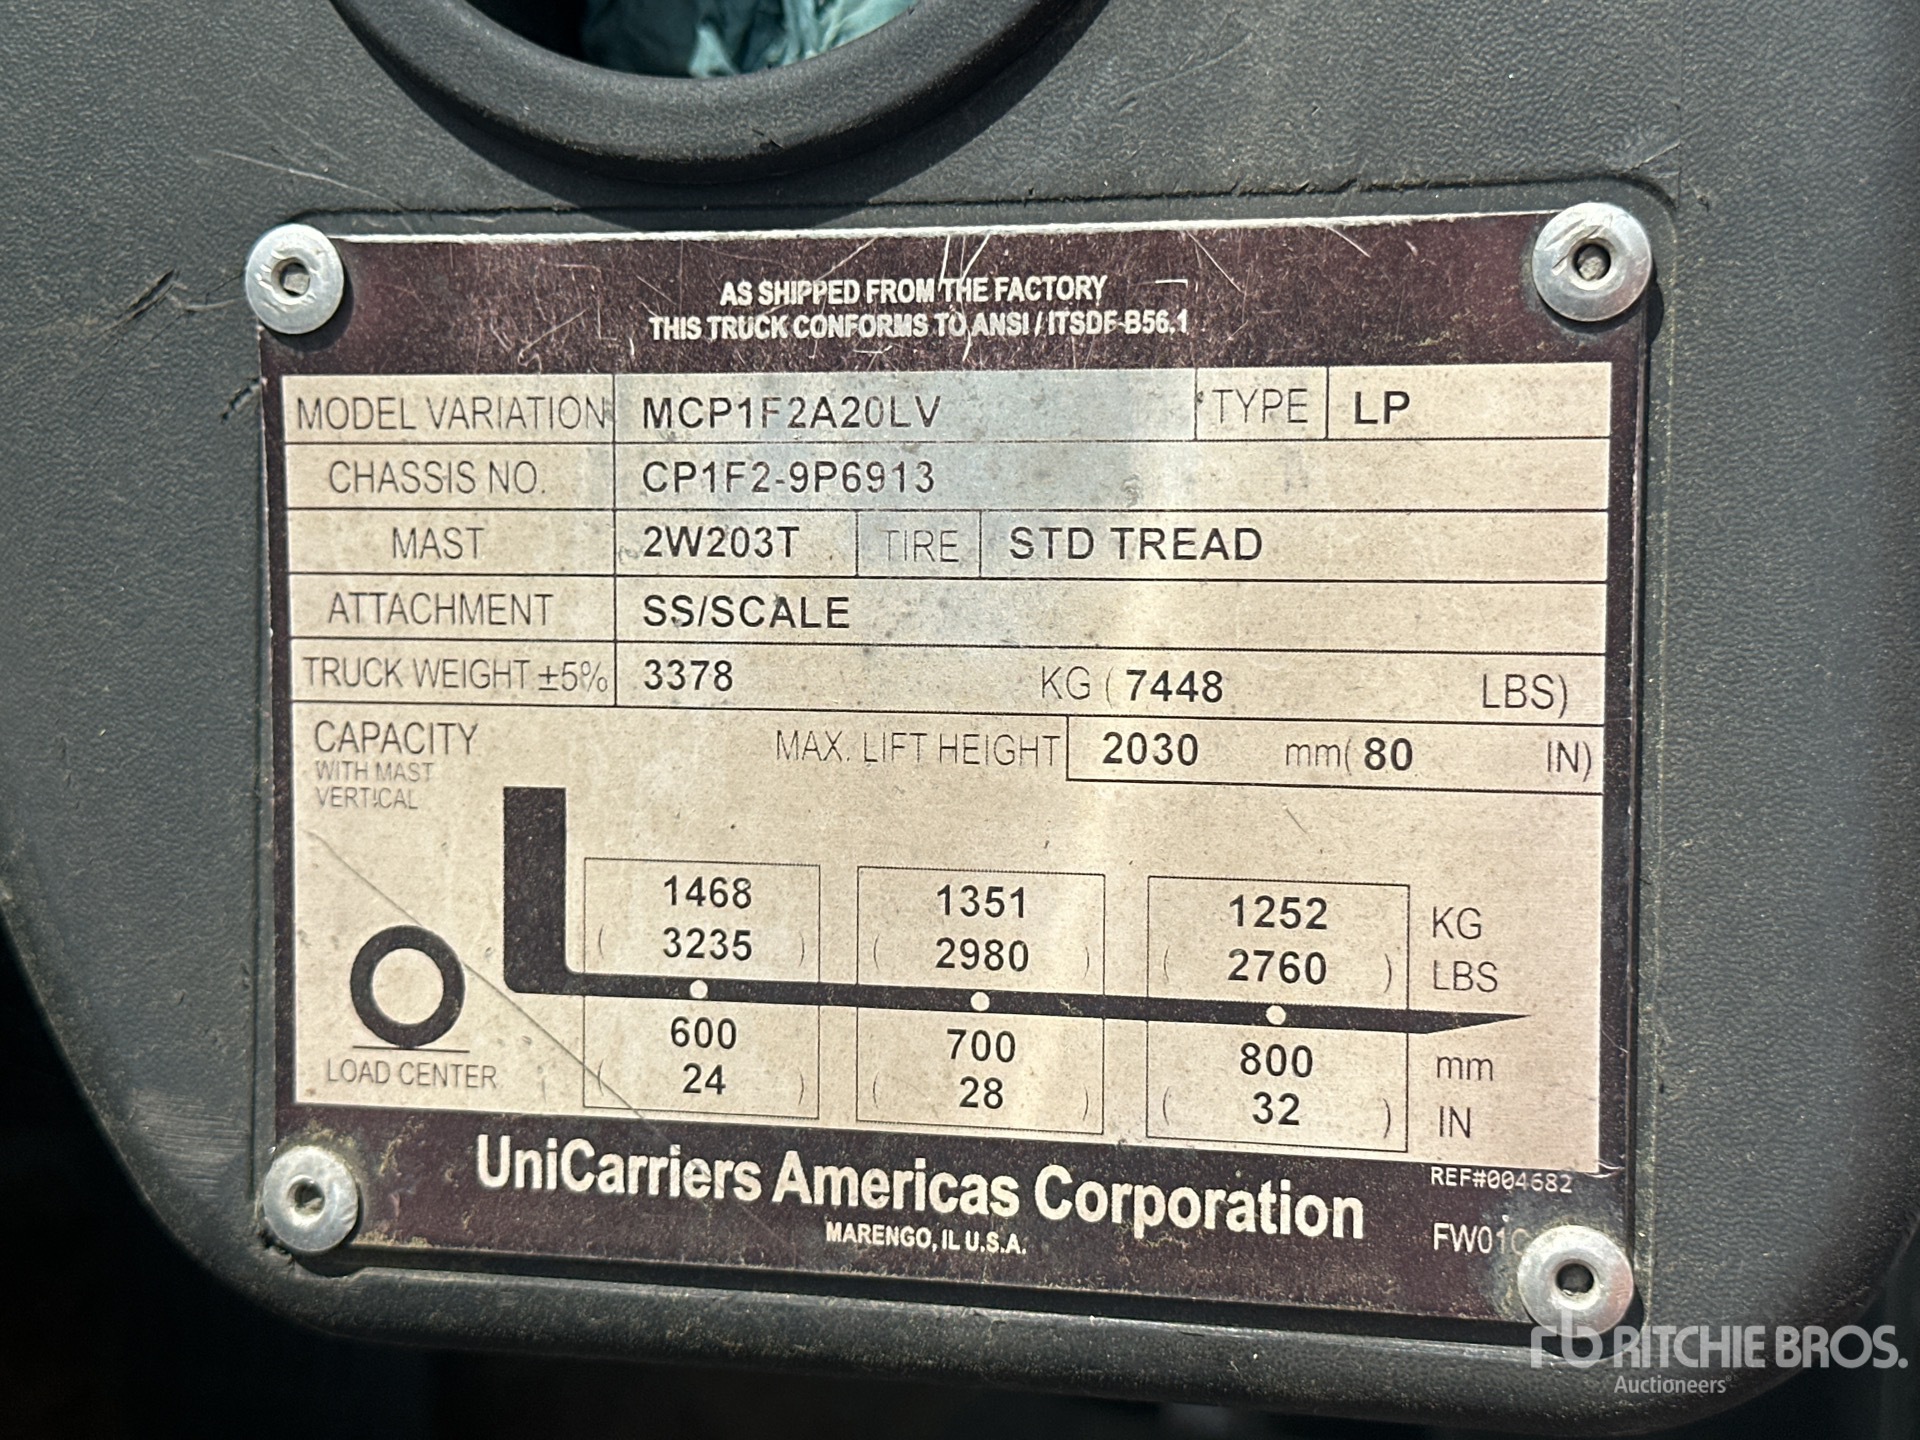 AS SHIPPED FROM THE FACTORY
THIS TRUCK CONFORMS TO ANSI / ITSDF-B56.1
MODEL VARIATION MCP1F2A20LV TYPE LP
CHASSIS NO. CP1F2-9P6913
MAST 2W203T TIRE STD TREAD
ATTACHMENT SS/SCALE
TRUCK WEIGHT ±5% 3378 KG ( 7448 LBS)
CAPACITY MAX. LIFT HEIGHT 2030 mm( 80 IN)
WITH MAST
VERTICAL
1468 1351 1252 KG
( 3235 ) ( 2980 ) ( 2760 ) LBS
600 700 800 mm
LOAD CENTER ( 24 ) ( 28 ) ( 32 ) IN
UniCarriers Americas Corporation
MARENGO, IL U.S.A.
REF#004682
rb RITCHIE BROS.
Auctioneers